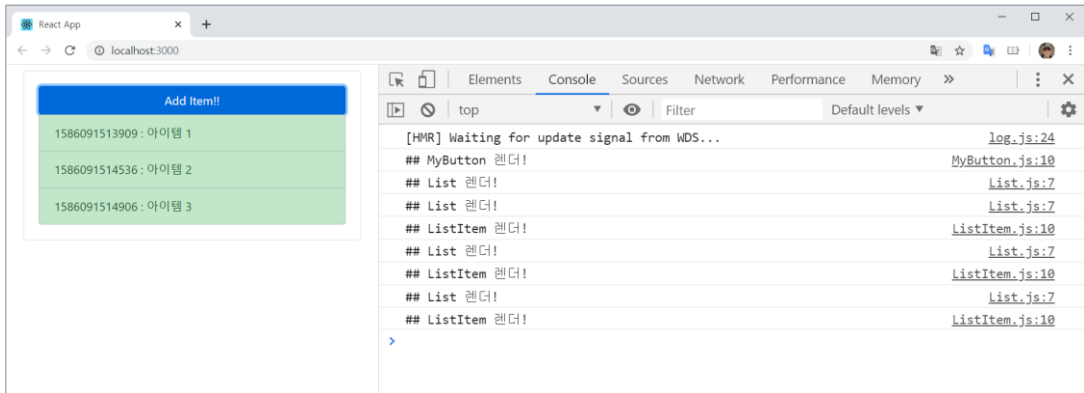 React App
localhost:3000
Add Item!!
1586091513909 : 아이템 1
1586091514536 : 아이템 2
1586091514906 : 아이템 3
Elements Console Sources Network Performance Memory
top Filter Default levels ▼
[HMR] Waiting for update signal from WDS... log.js:24
## MyButton 렌더! MyButton.js:10
## List 렌더! List.js:7
## List 렌더! List.js:7
## ListItem 렌더! ListItem.js:10
## List 렌더! List.js:7
## ListItem 렌더! ListItem.js:10
## List 렌더! List.js:7
## ListItem 렌더! ListItem.js:10